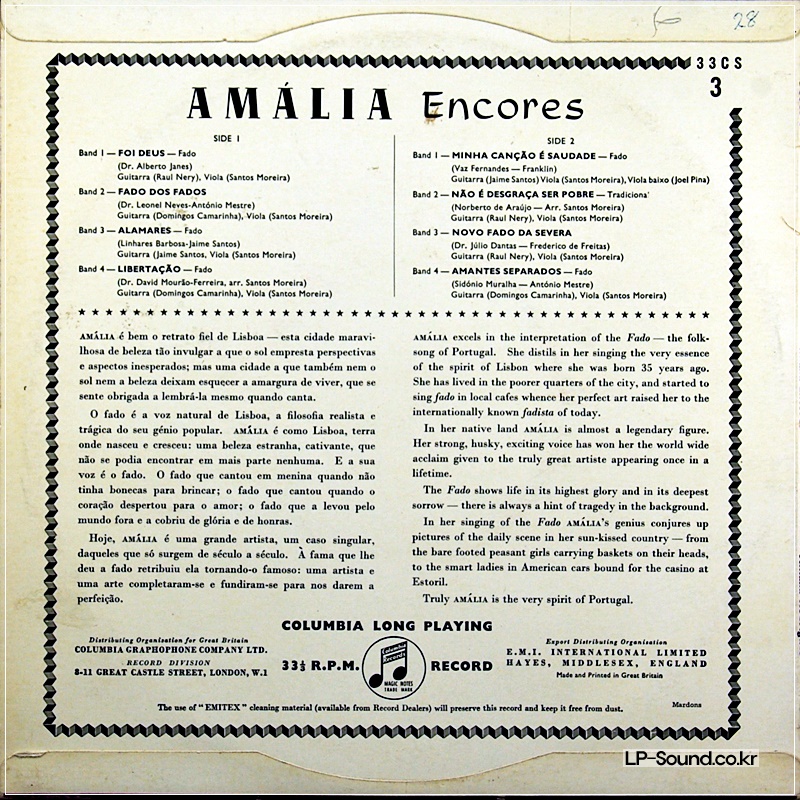 28
33CS
3
AMÁLIA Encores
SIDE 1
Band 1 — FOI DEUS — Fado
(Dr. Alberto Janes)
Guitarra (Raul Nery), Viola (Santos Moreira)
Band 2 — FADO DOS FADOS
(Dr. Leonel Neves-António Mestre)
Guitarra (Domingos Camarinha), Viola (Santos Moreira)
Band 3 — ALAMARES — Fado
(Linhares Barbosa-Jaime Santos)
Guitarra (Jaime Santos, Viola (Santos Moreira)
Band 4 — LIBERTAÇÃO — Fado
(Dr. David Mourão-Ferreira, arr. Santos Moreira)
Guitarra (Domingos Camarinha), Viola (Santos Moreira)
SIDE 2
Band 1 — MINHA CANÇÃO É SAUDADE — Fado
(Vaz Fernandes — Franklin)
Guitarra (Jaime Santos) Viola (Santos Moreira), Viola baixo (Joel Pina)
Band 2 — NÃO É DESGRAÇA SER POBRE — Tradiciona'
(Norberto de Araújo — Arr. Santos Moreira)
Guitarra (Raul Nery), Viola (Santos Moreira)
Band 3 — NOVO FADO DA SEVERA
(Dr. Júlio Dantas — Frederico de Freitas)
Guitarra (Raul Nery), Viola (Santos Moreira)
Band 4 — AMANTES SEPARADOS — Fado
(Sidónio Muralha — António Mestre)
Guitarra (Domingos Camarinha), Viola (Santos Moreira)
AMÁLIA é bem o retrato fiel de Lisboa — esta cidade maravi-
lhosa de beleza tão invulgar a que o sol empresta perspectivas
e aspectos inesperados; mas uma cidade a que também nem o
sol nem a beleza deixam esquecer a amargura de viver, que se
sente obrigada a lembrá-la mesmo quando canta.
O fado é a voz natural de Lisboa, a filosofia realista e
trágica do seu génio popular. AMÁLIA é como Lisboa, terra
onde nasceu e cresceu: uma beleza estranha, cativante, que
não se podia encontrar em mais parte nenhuma. E a sua
voz é o fado. O fado que cantou em menina quando não
tinha bonecas para brincar; o fado que cantou quando o
coração despertou para o amor; o fado que a levou pelo
mundo fora e a cobriu de glória e de honras.
Hoje, AMÁLIA é uma grande artista, um caso singular,
daqueles que só surgem de século a século. À fama que lhe
deu a fado retribuiu ela tornando-o famoso: uma artista e
uma arte completaram-se e fundiram-se para nos darem a
perfeição.
AMÁLIA excels in the interpretation of the Fado — the folk-
song of Portugal. She distils in her singing the very essence
of the spirit of Lisbon where she was born 35 years ago.
She has lived in the poorer quarters of the city, and started to
sing fado in local cafes whence her perfect art raised her to the
internationally known fadista of today.
In her native land AMÁLIA is almost a legendary figure.
Her strong, husky, exciting voice has won her the world wide
acclaim given to the truly great artiste appearing once in a
lifetime.
The Fado shows life in its highest glory and in its deepest
sorrow — there is always a hint of tragedy in the background.
In her singing of the Fado AMÁLIA'S genius conjures up
pictures of the daily scene in her sun-kissed country — from
the bare footed peasant girls carrying baskets on their heads,
to the smart ladies in American cars bound for the casino at
Estoril.
Truly AMÁLIA is the very spirit of Portugal.
COLUMBIA LONG PLAYING
Distributing Organisation for Great Britain
COLUMBIA GRAPHOPHONE COMPANY LTD.
RECORD DIVISION
8-11 GREAT CASTLE STREET, LONDON, W.1
33⅓ R.P.M.
Columbia
Records
MAGIC NOTES
TRADE MARK
RECORD
Export Distributing Organisation
E.M.I. INTERNATIONAL LIMITED
HAYES, MIDDLESEX, ENGLAND
Made and Printed in Great Britain
The use of "EMITEX" cleaning material (available from Record Dealers) will preserve this record and keep it free from dust.
Mardons
LP-Sound.co.kr